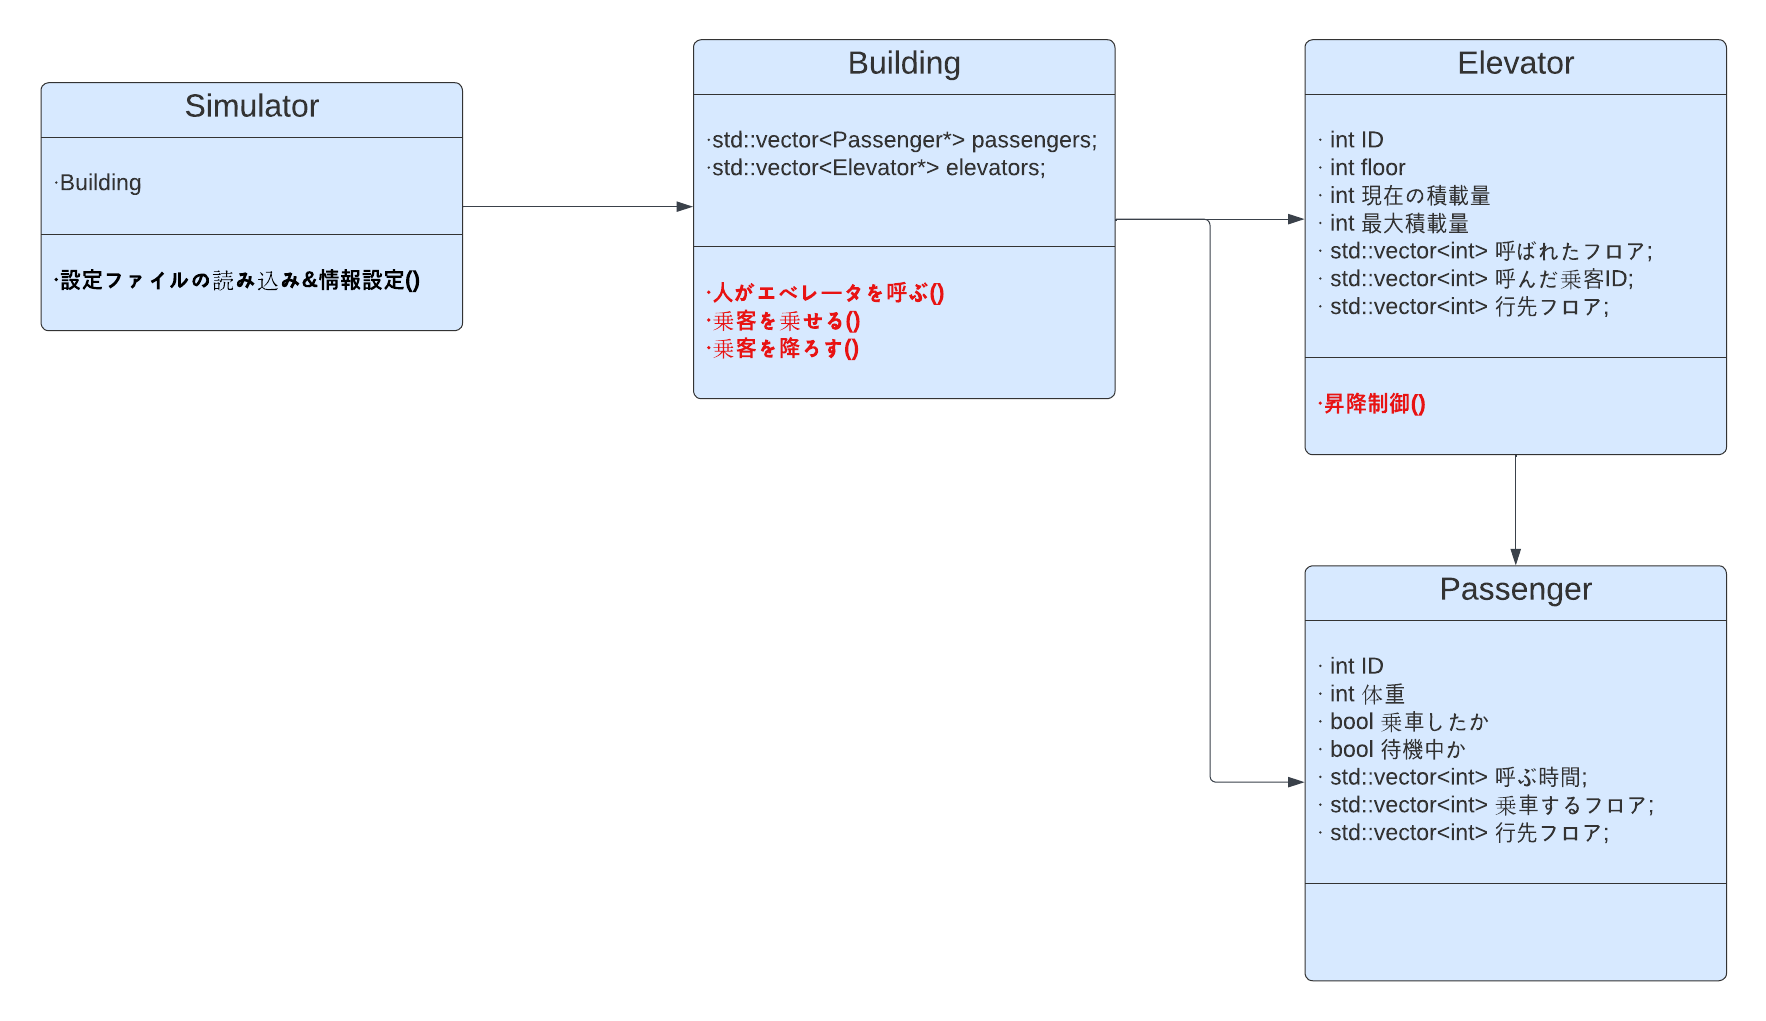 Simulator
·Building
·設定ファイルの読み込み&情報設定()
Building
·std::vector<Passenger*> passengers;
·std::vector<Elevator*> elevators;
·人がエベレータを呼ぶ()
·乗客を乗せる()
·乗客を降ろす()
Elevator
· int ID
· int floor
· int 現在の積載量
· int 最大積載量
· std::vector<int> 呼ばれたフロア;
· std::vector<int> 呼んだ乗客ID;
· std::vector<int> 行先フロア;
·昇降制御()
Passenger
· int ID
· int 体重
· bool 乗車したか
· bool 待機中か
· std::vector<int> 呼ぶ時間;
· std::vector<int> 乗車するフロア;
· std::vector<int> 行先フロア;